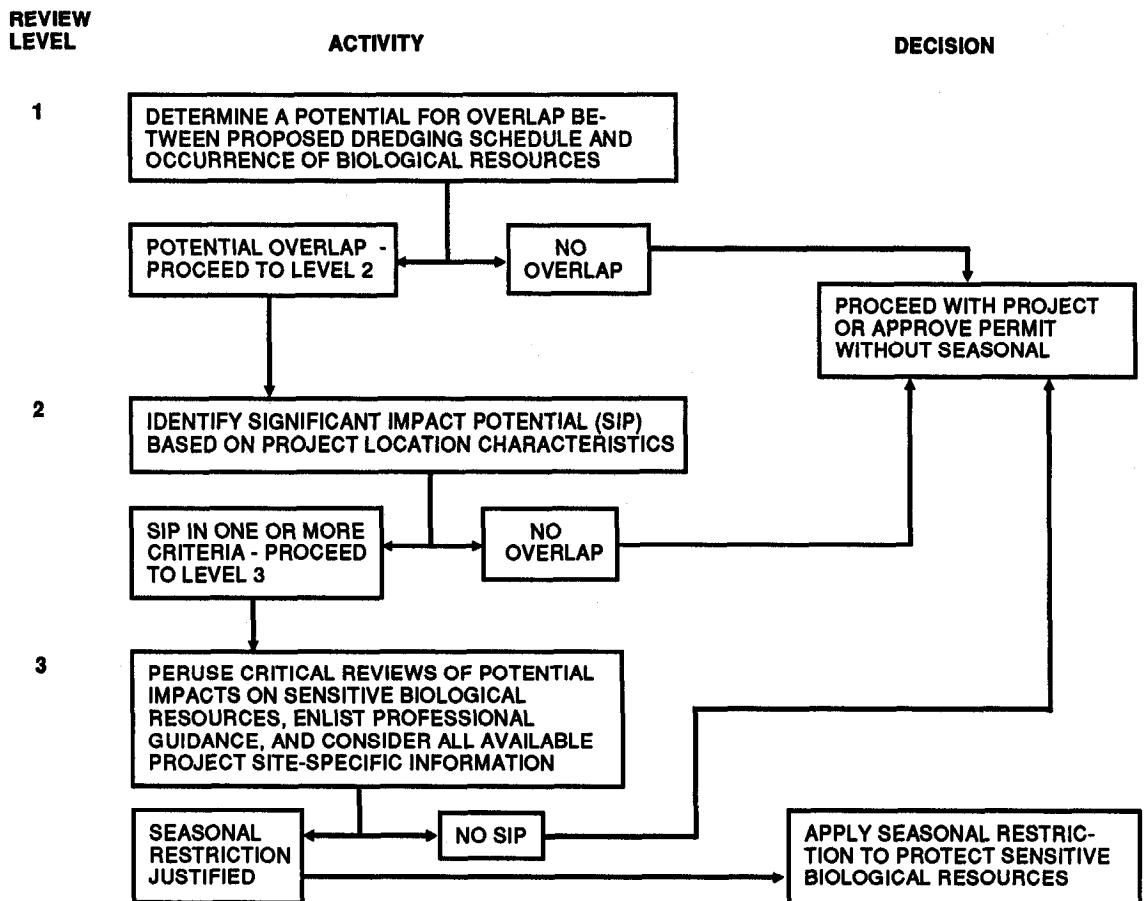 REVIEW
LEVEL
ACTIVITY
DECISION
1
DETERMINE A POTENTIAL FOR OVERLAP BE-
TWEEN PROPOSED DREDGING SCHEDULE AND
OCCURRENCE OF BIOLOGICAL RESOURCES
POTENTIAL OVERLAP -
PROCEED TO LEVEL 2
NO
OVERLAP
PROCEED WITH PROJECT
OR APPROVE PERMIT
WITHOUT SEASONAL
2
IDENTIFY SIGNIFICANT IMPACT POTENTIAL (SIP)
BASED ON PROJECT LOCATION CHARACTERISTICS
SIP IN ONE OR MORE
CRITERIA - PROCEED
TO LEVEL 3
NO
OVERLAP
3
PERUSE CRITICAL REVIEWS OF POTENTIAL
IMPACTS ON SENSITIVE BIOLOGICAL
RESOURCES, ENLIST PROFESSIONAL
GUIDANCE, AND CONSIDER ALL AVAILABLE
PROJECT SITE-SPECIFIC INFORMATION
SEASONAL
RESTRICTION
JUSTIFIED
NO SIP
APPLY SEASONAL RESTRIC-
TION TO PROTECT SENSITIVE
BIOLOGICAL RESOURCES